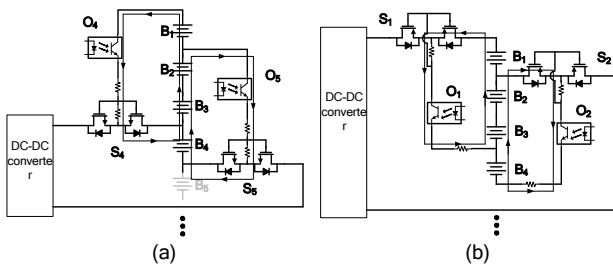 O4
B1
B2
O5
B3
DC-DC
converte
r
S4
B4
S5
B5
(a)
S1
B1
S2
B2
O1
O2
DC-DC
converte
r
B3
B4
(b)